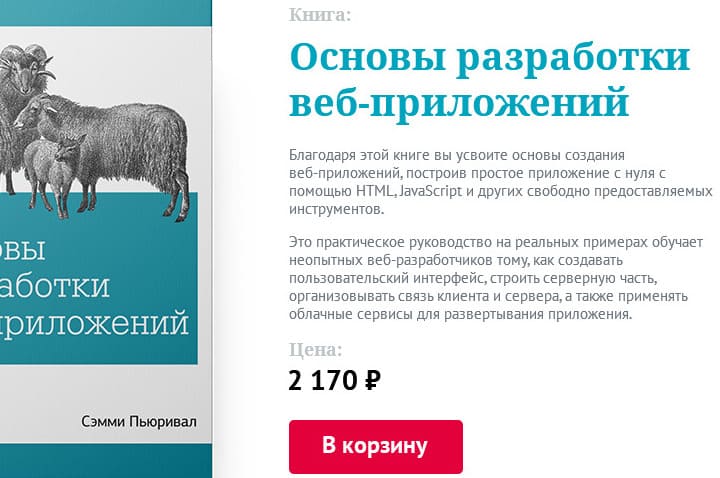 Книга:
Основы разработки
веб-приложений
Благодаря этой книге вы усвоите основы создания
веб-приложений, построив простое приложение с нуля с
помощью HTML, JavaScript и других свободно предоставляемых
инструментов.
Это практическое руководство на реальных примерах обучает
неопытных веб-разработчиков тому, как создавать
пользовательский интерфейс, строить серверную часть,
организовывать связь клиента и сервера, а также применять
облачные сервисы для развертывания приложения.
Цена:
2 170 ₽
В корзину
овы
аботки
приложений
Сэмми Пьюривал